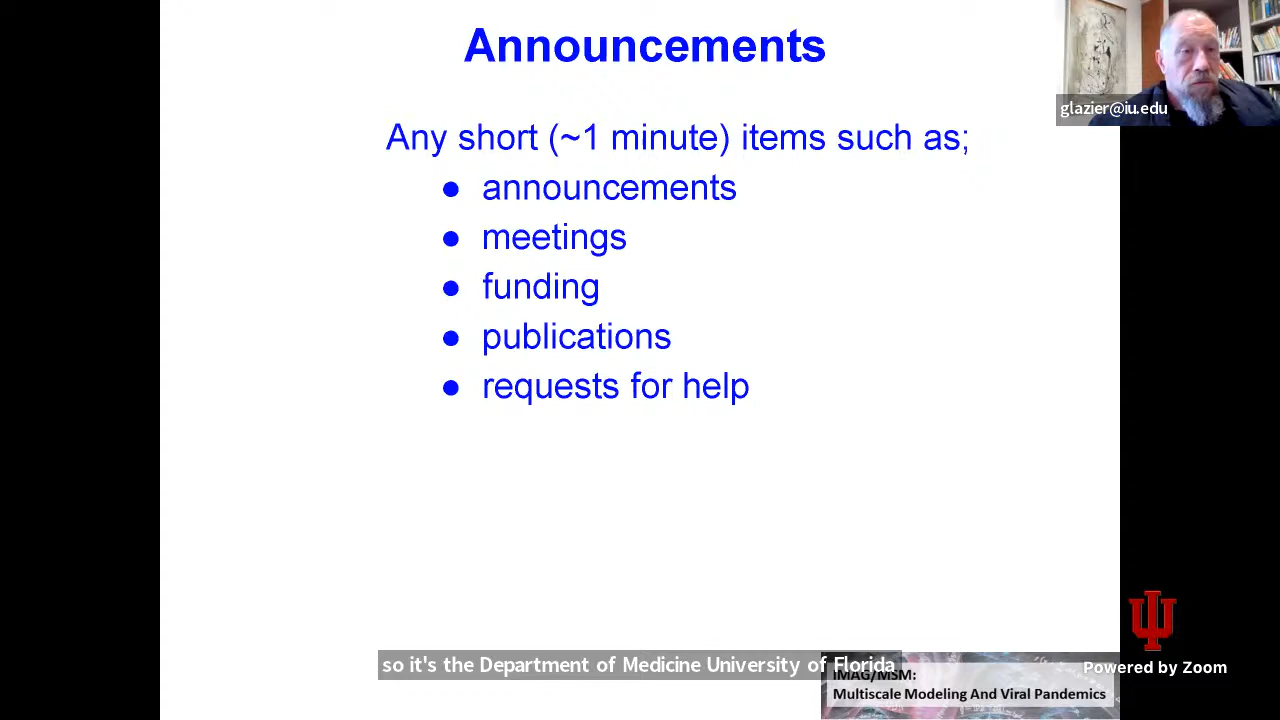 Announcements
glazier@iu.edu
Any short (~1 minute) items such as;
● announcements
● meetings
● funding
● publications
● requests for help
so it's the Department of Medicine University of Florida
Powered by Zoom
IMAG/MSM:
Multiscale Modeling And Viral Pandemics